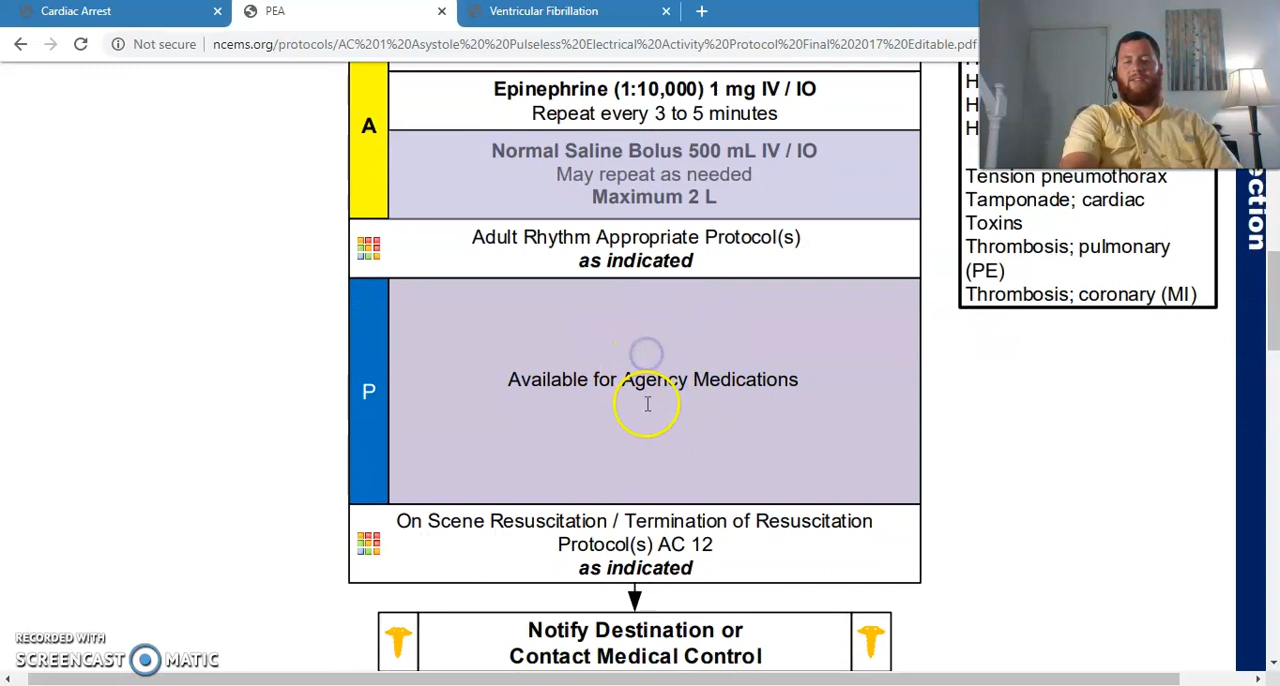 Cardiac Arrest
PEA
Ventricular Fibrillation
Not secure
ncems.org/protocols/AC%201%20Asystole%20%20Pulseless%20Electrical%20Activity%20Protocol%20Final%202017%20Editable.pdf
A
Epinephrine (1:10,000) 1 mg IV / IO
Repeat every 3 to 5 minutes
Normal Saline Bolus 500 mL IV / IO
May repeat as needed
Maximum 2 L
Adult Rhythm Appropriate Protocol(s)
as indicated
P
Available for Agency Medications
On Scene Resuscitation / Termination of Resuscitation
Protocol(s) AC 12
as indicated
Notify Destination or
Contact Medical Control
H
H
H
H
Tension pneumothorax
Tamponade; cardiac
Toxins
Thrombosis; pulmonary
(PE)
Thrombosis; coronary (MI)
ection
RECORDED WITH
SCREENCAST MATIC